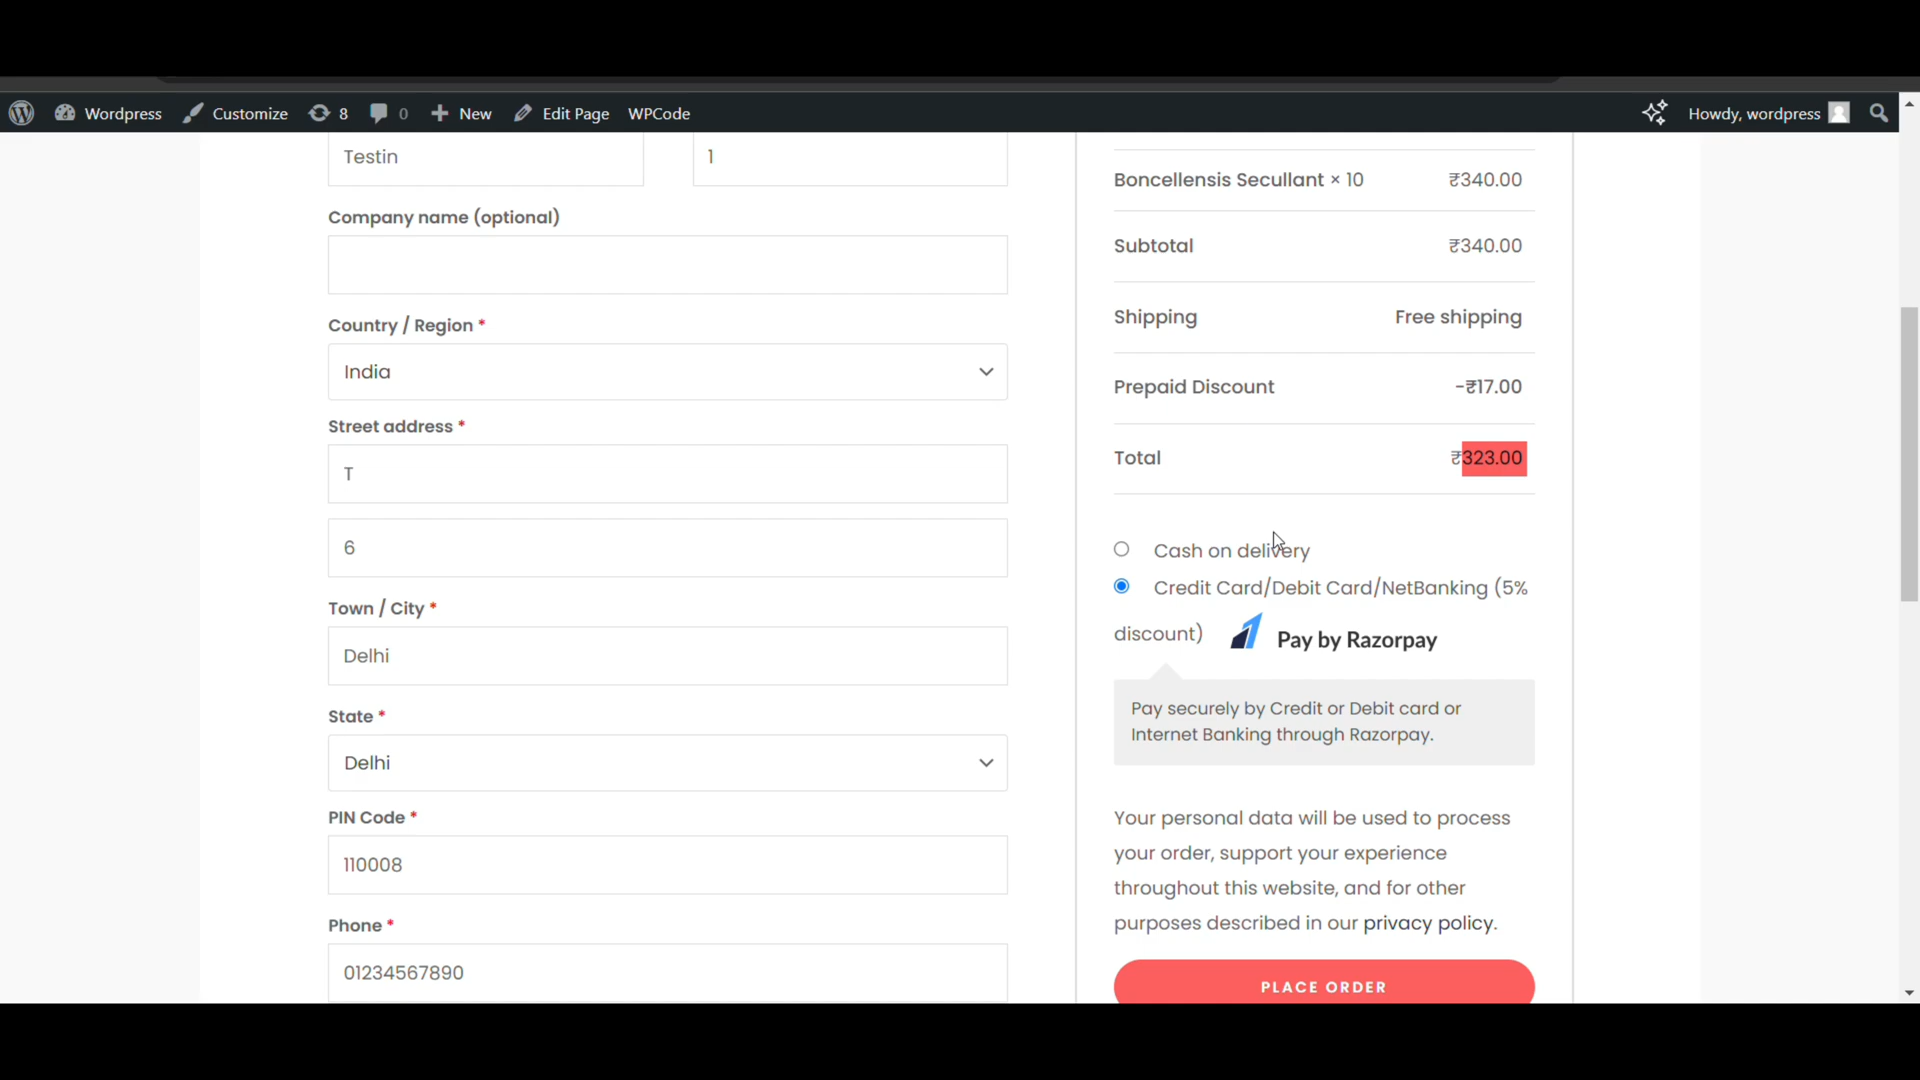 Wordpress Customize 8 0 New Edit Page WPCode Howdy, wordpress
Testin 1
Company name (optional)
Country / Region *
India
Street address *
T
6
Town / City *
Delhi
State *
Delhi
PIN Code *
110008
Phone *
01234567890
Boncellensis Secullant × 10 ₹340.00
Subtotal ₹340.00
Shipping Free shipping
Prepaid Discount -₹17.00
Total ₹323.00
Cash on delivery
Credit Card/Debit Card/NetBanking (5%
discount) Pay by Razorpay
Pay securely by Credit or Debit card or
Internet Banking through Razorpay.
Your personal data will be used to process
your order, support your experience
throughout this website, and for other
purposes described in our privacy policy.
PLACE ORDER